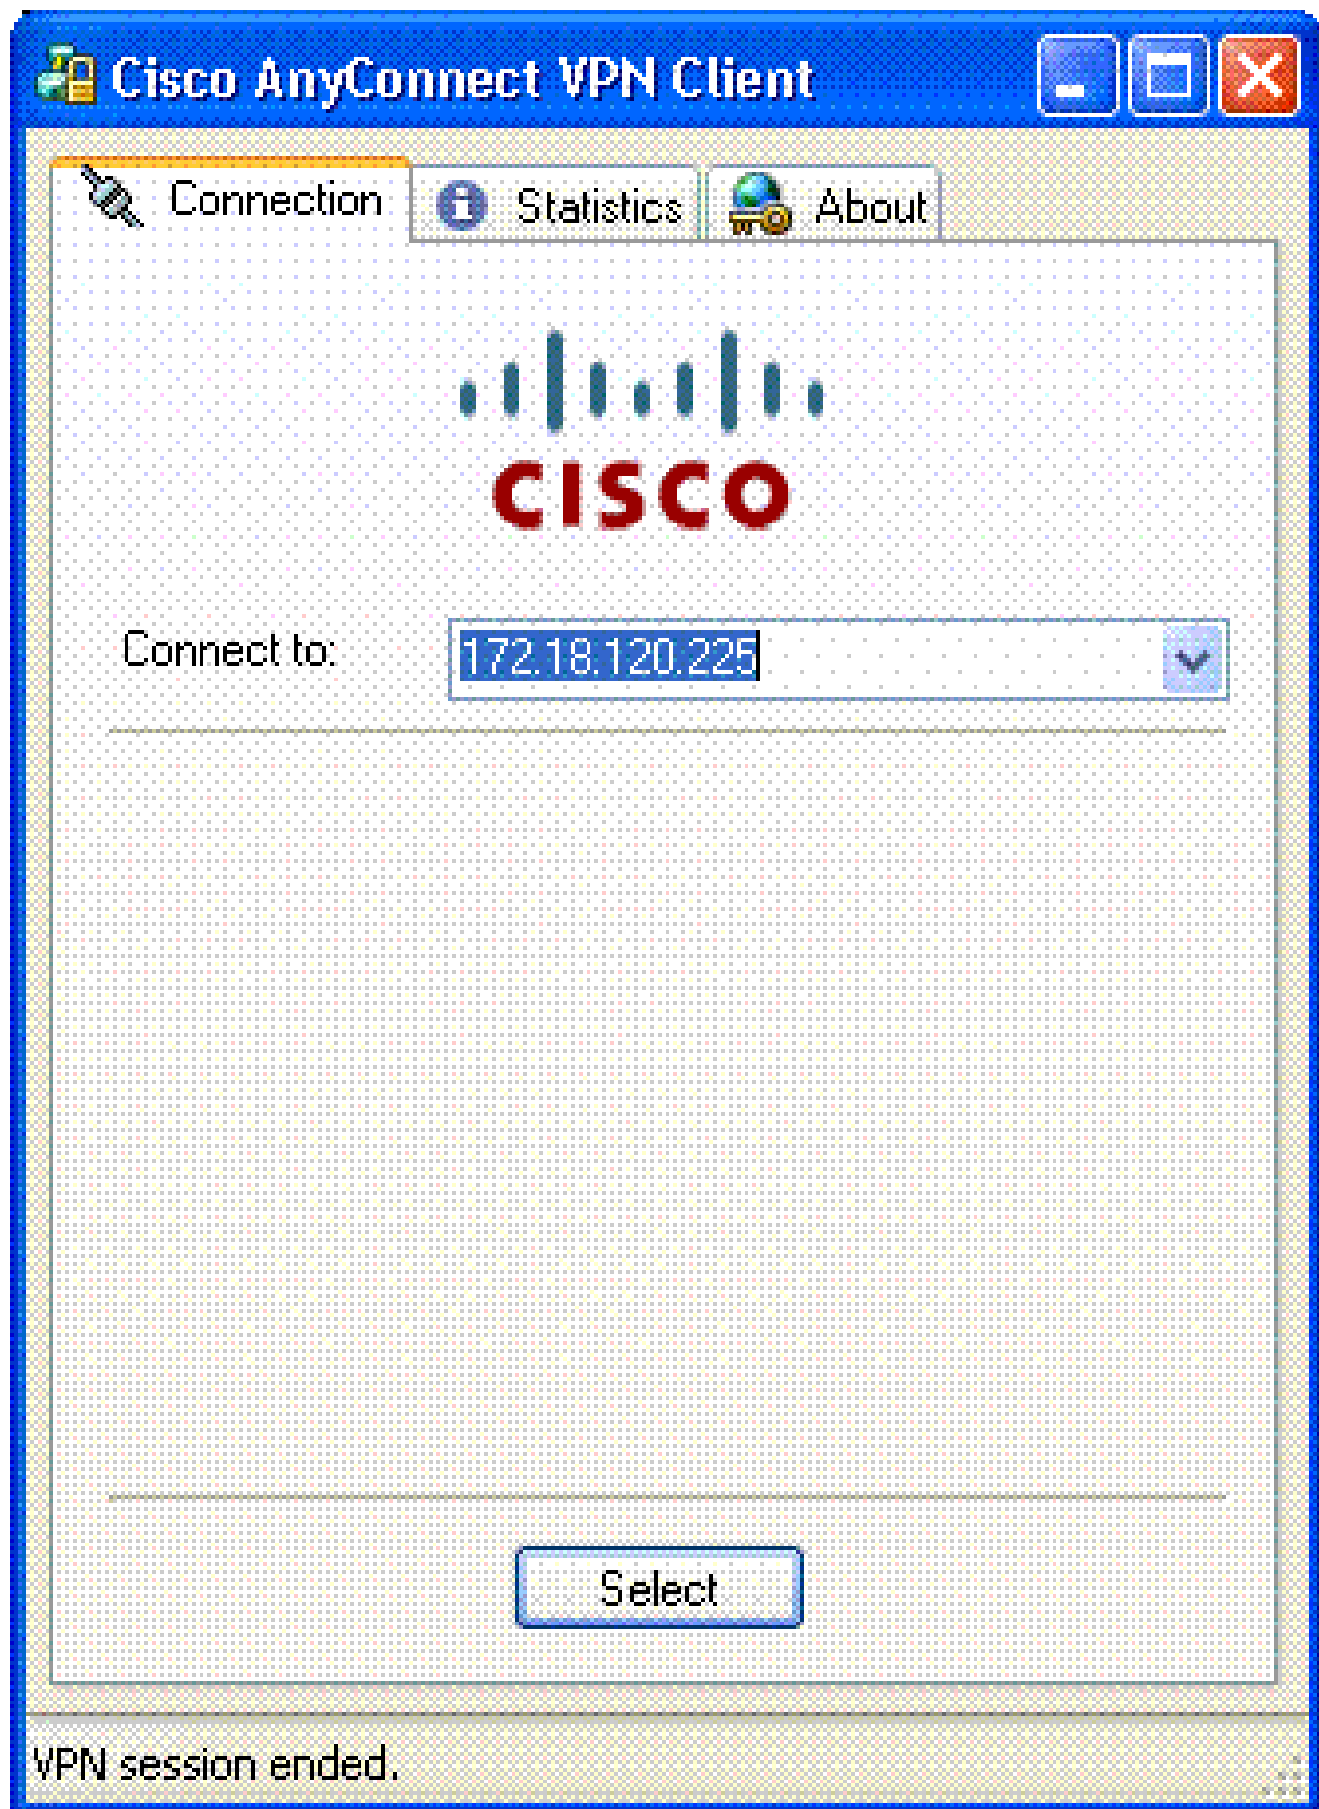 Cisco AnyConnect VPN Client
Connection Statistics About
CISCO
Connect to: 172.18.120.225
Select
VPN session ended.